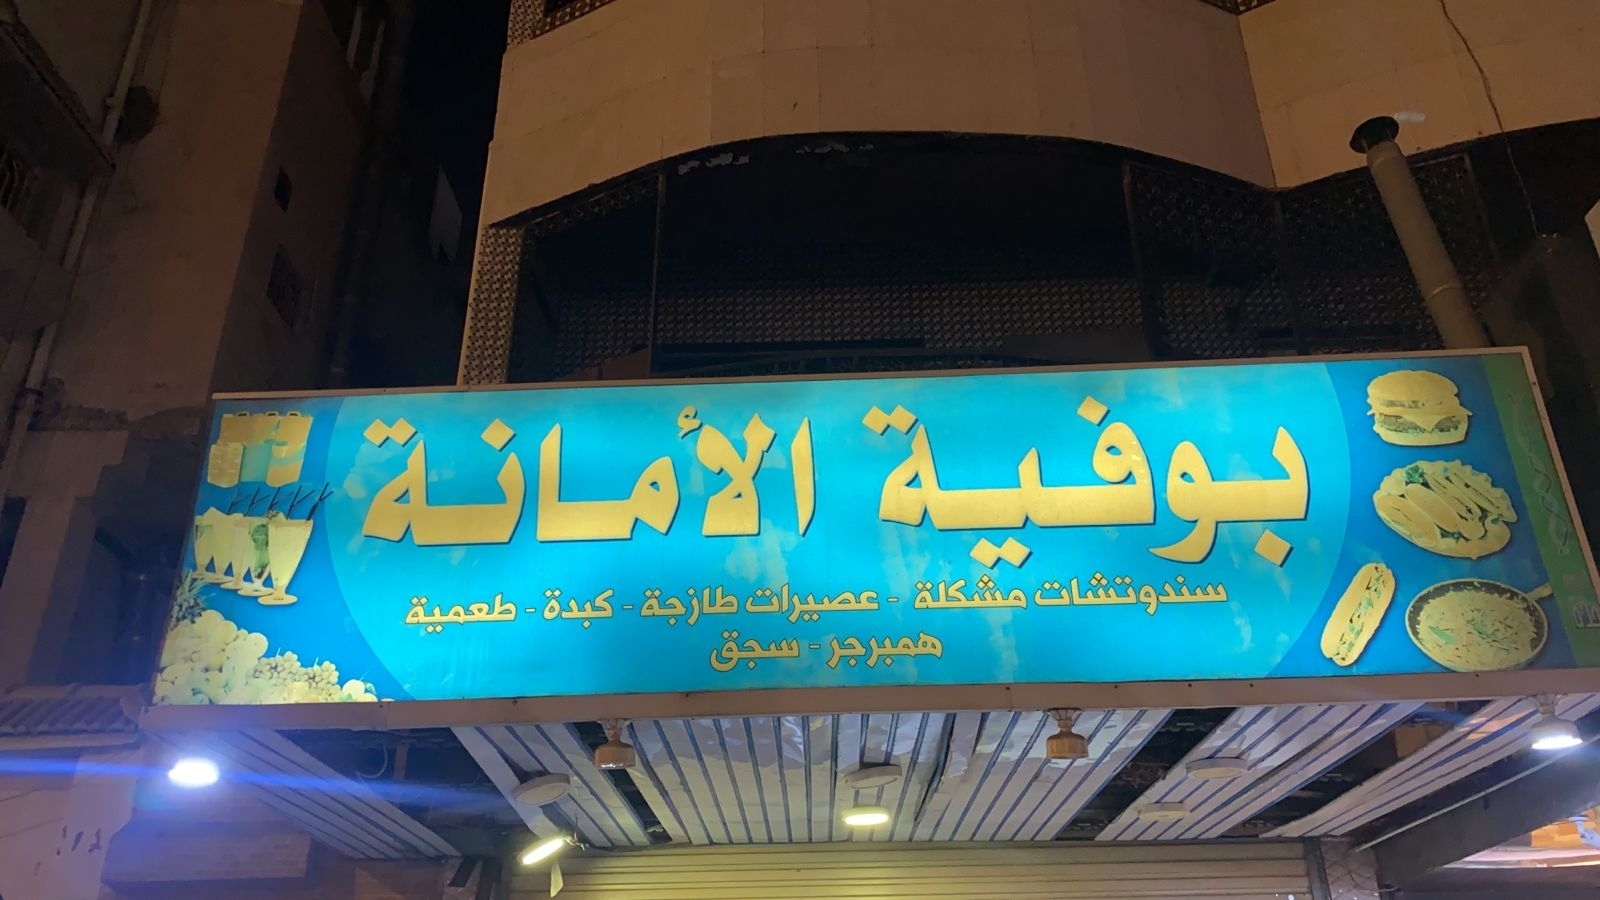 بوفية الأمانة
سندوتشات مشكلة - عصيرات طازجة - كبدة - طعمية
همبرجر - سجق